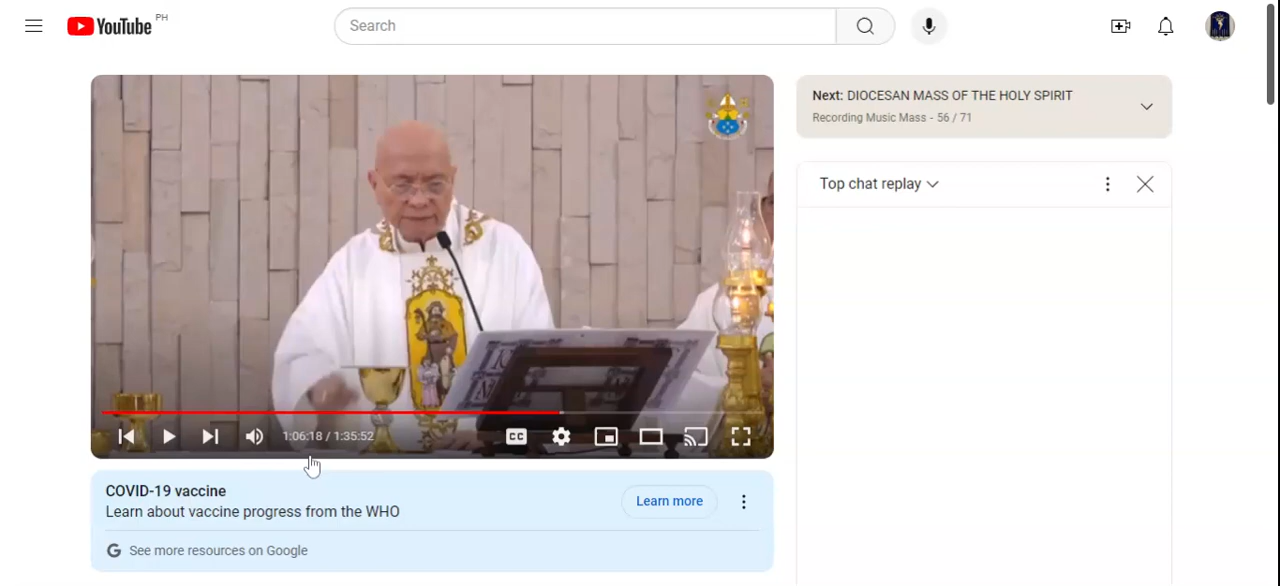 YouTube PH
Search
Next: DIOCESAN MASS OF THE HOLY SPIRIT
Recording Music Mass - 56 / 71
Top chat replay
1:06:18 / 1:35:52
CC
COVID-19 vaccine
Learn about vaccine progress from the WHO
Learn more
G See more resources on Google